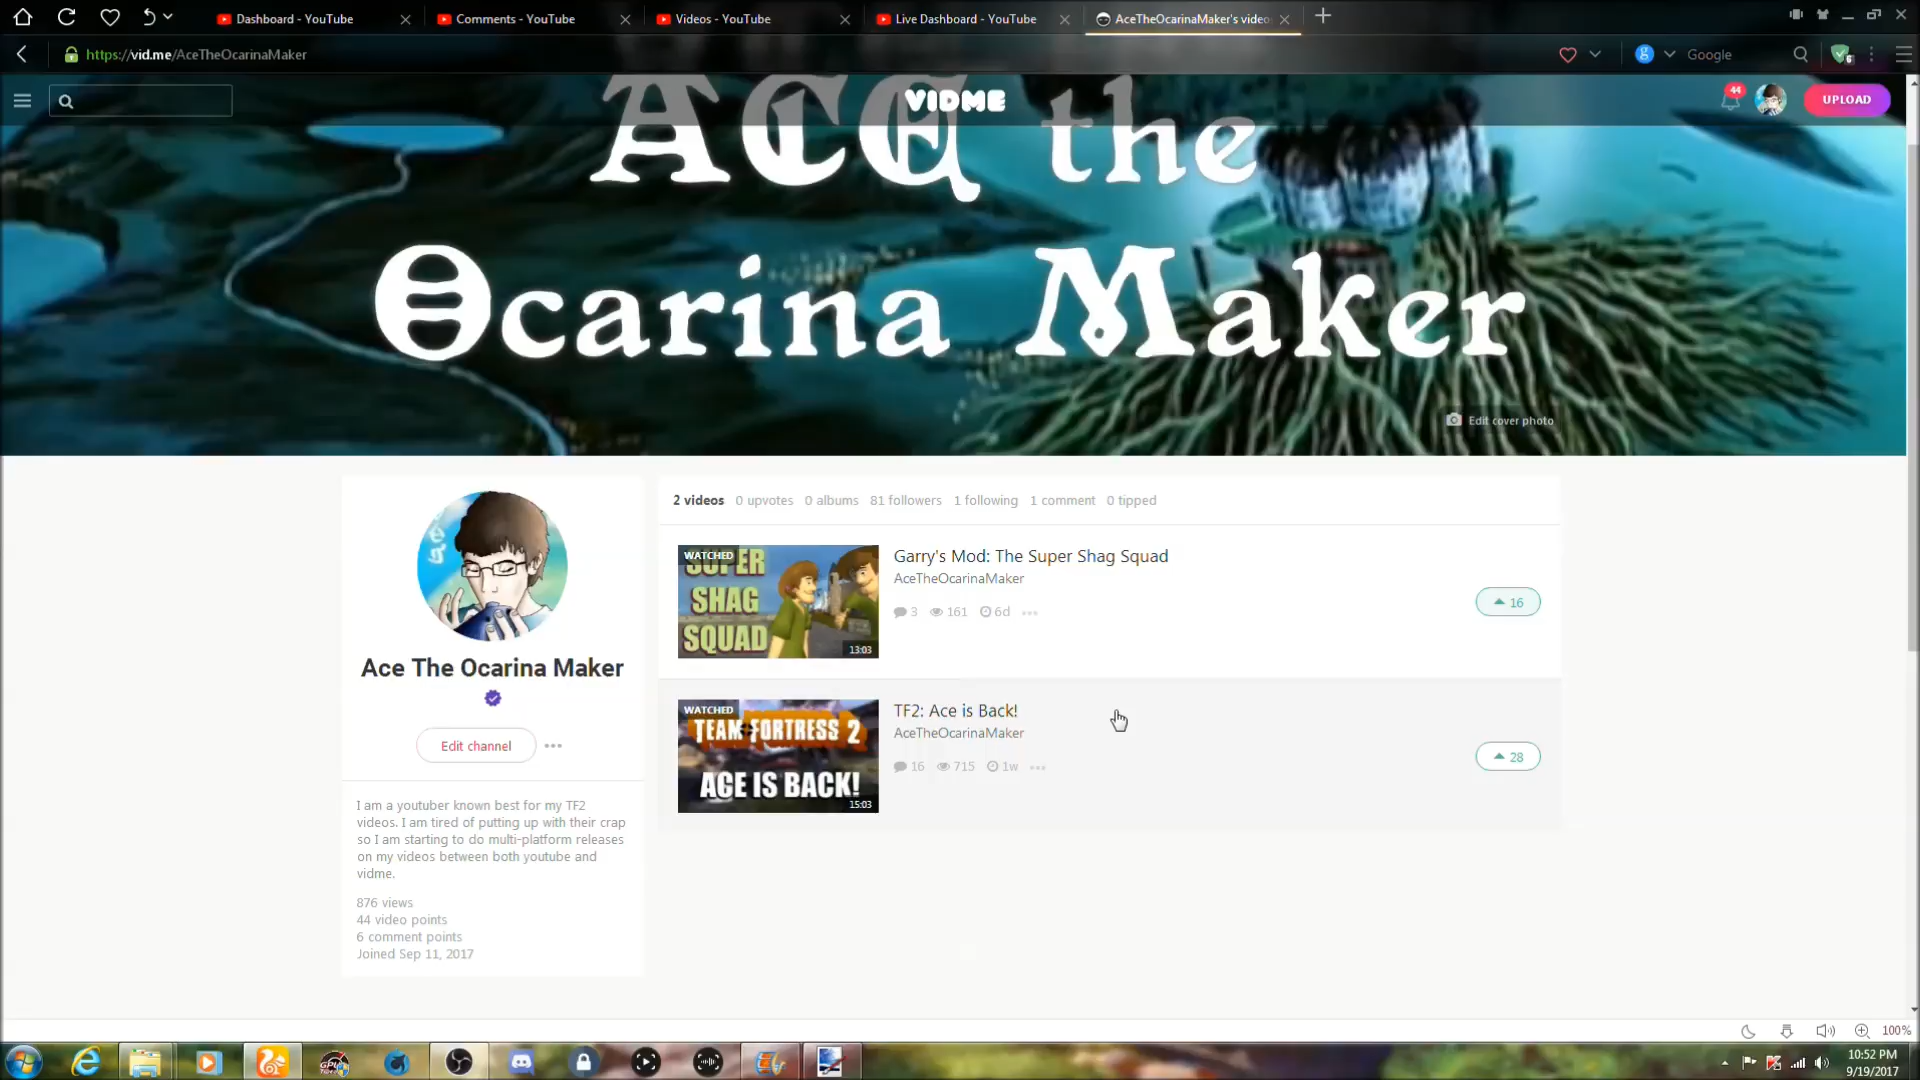 Dashboard - YouTube
Comments - YouTube
Videos - YouTube
Live Dashboard - YouTube
AceTheOcarinaMaker's video
https://vid.me/AceTheOcarinaMaker
Google
VIDME
44
UPLOAD
ACE the
Ocarina Maker
Edit cover photo
2 videos 0 upvotes 0 albums 81 followers 1 following 1 comment 0 tipped
WATCHED
SUPER
SHAG
SQUAD
13:03
Garry's Mod: The Super Shag Squad
AceTheOcarinaMaker
3 161 6d
16
WATCHED
TEAM FORTRESS 2
ACE IS BACK!
15:03
TF2: Ace is Back!
AceTheOcarinaMaker
16 715 1w
28
Ace The Ocarina Maker
Edit channel
I am a youtuber known best for my TF2
videos. I am tired of putting up with their crap
so I am starting to do multi-platform releases
on my videos between both youtube and
vidme.
876 views
44 video points
6 comment points
Joined Sep 11, 2017
100%
10:52 PM
9/19/2017